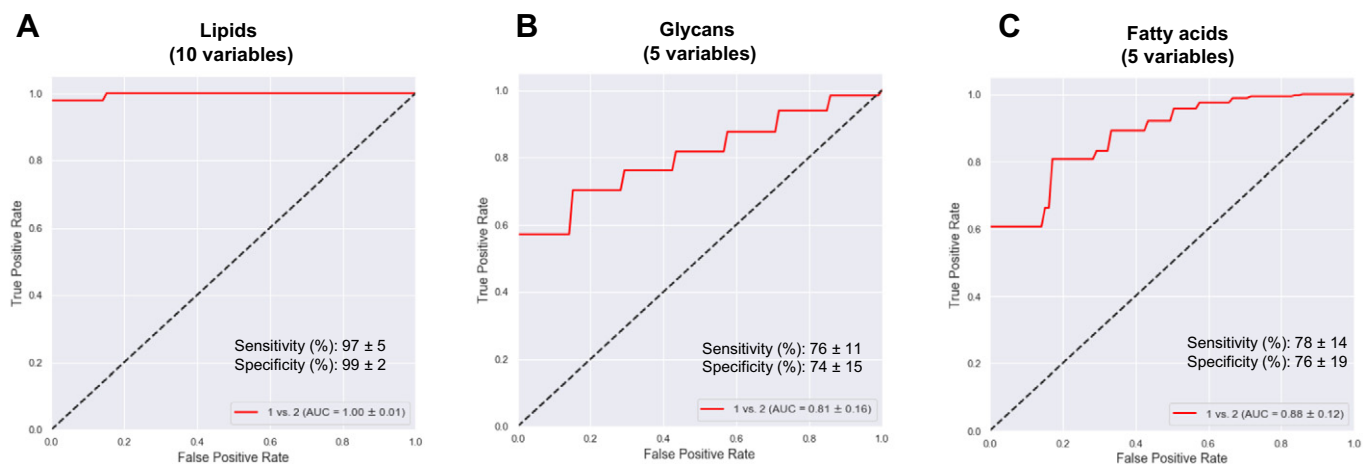 A
Lipids
(10 variables)
True Positive Rate
1.0
0.8
0.6
0.4
0.2
0.0
Sensitivity (%): 97 ± 5
Specificity (%): 99 ± 2
1 vs. 2 (AUC = 1.00 ± 0.01)
0.0 0.2 0.4 0.6 0.8 1.0
False Positive Rate
B
Glycans
(5 variables)
True Positive Rate
1.0
0.8
0.6
0.4
0.2
0.0
Sensitivity (%): 76 ± 11
Specificity (%): 74 ± 15
1 vs. 2 (AUC = 0.81 ± 0.16)
0.0 0.2 0.4 0.6 0.8 1.0
False Positive Rate
C
Fatty acids
(5 variables)
True Positive Rate
1.0
0.8
0.6
0.4
0.2
0.0
Sensitivity (%): 78 ± 14
Specificity (%): 76 ± 19
1 vs. 2 (AUC = 0.88 ± 0.12)
0.0 0.2 0.4 0.6 0.8 1.0
False Positive Rate